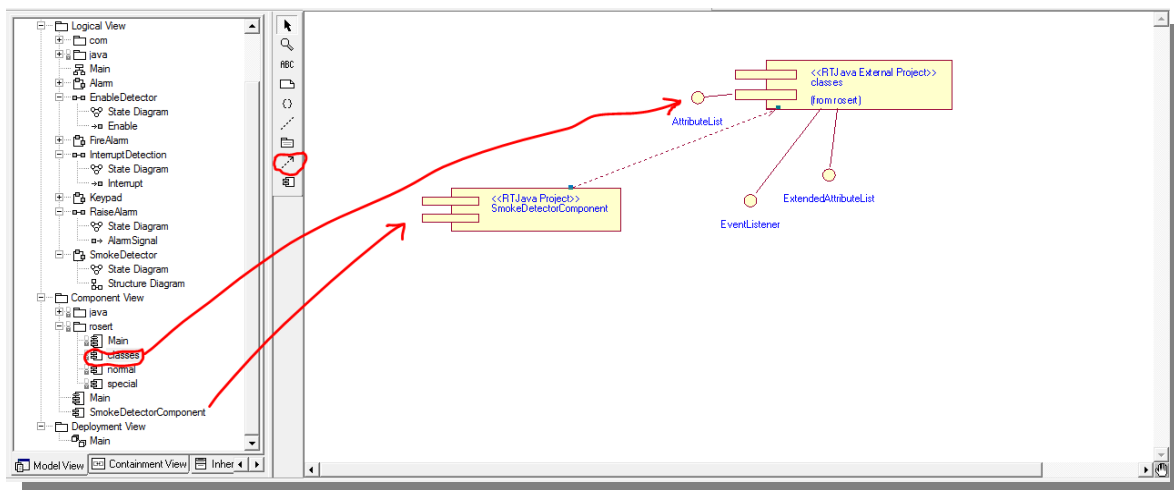 Logical View
com
java
Main
Alarm
EnableDetector
State Diagram
Enable
FireAlarm
InterruptDetection
State Diagram
Interrupt
Keypad
RaiseAlarm
State Diagram
AlarmSignal
SmokeDetector
State Diagram
Structure Diagram
Component View
java
rosert
Main
classes
normal
special
Main
SmokeDetectorComponent
Deployment View
Main
Model View
Containment View
Inher
ABC
{}
<<RTJava External Project>>
classes
(from rosert)
AttributeList
<<RTJava Project>>
SmokeDetectorComponent
ExtendedAttributeList
EventListener